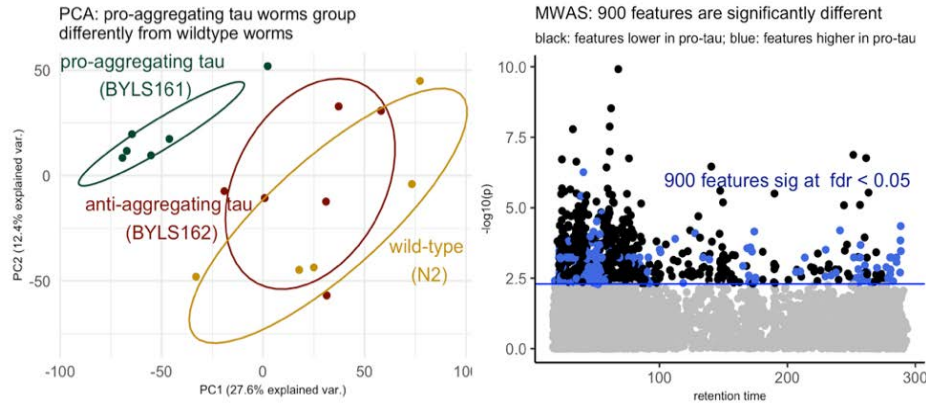 PCA: pro-aggregating tau worms group
differently from wildtype worms
pro-aggregating tau
(BYLS161)
anti-aggregating tau
(BYLS162)
wild-type
(N2)
50
0
-50
-100
-50
0
50
100
PC2 (12.4% explained var.)
PC1 (27.6% explained var.)
MWAS: 900 features are significantly different
black: features lower in pro-tau; blue: features higher in pro-tau
900 features sig at fdr < 0.05
10.0
7.5
5.0
2.5
0.0
100
200
300
-log10(p)
retention time